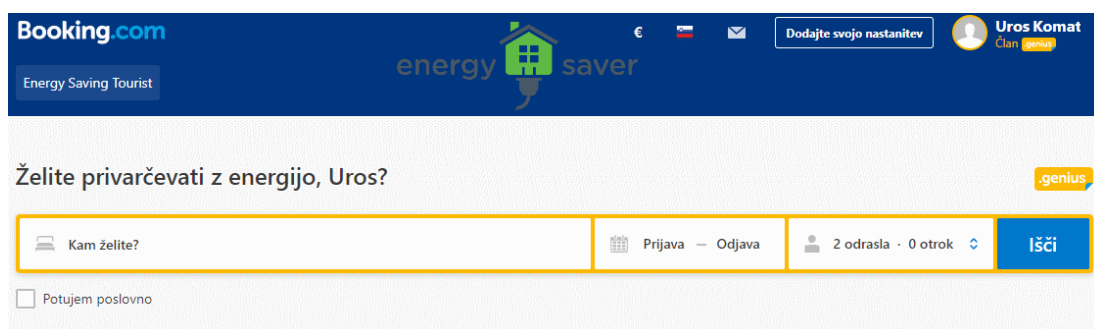 Booking.com
energy saver
€
Dodajte svojo nastanitev
Uros Komat
Član .genius
Energy Saving Tourist
Želite privarčevati z energijo, Uros?
.genius
Kam želite?
Prijava — Odjava
2 odrasla · 0 otrok
Išči
Potujem poslovno